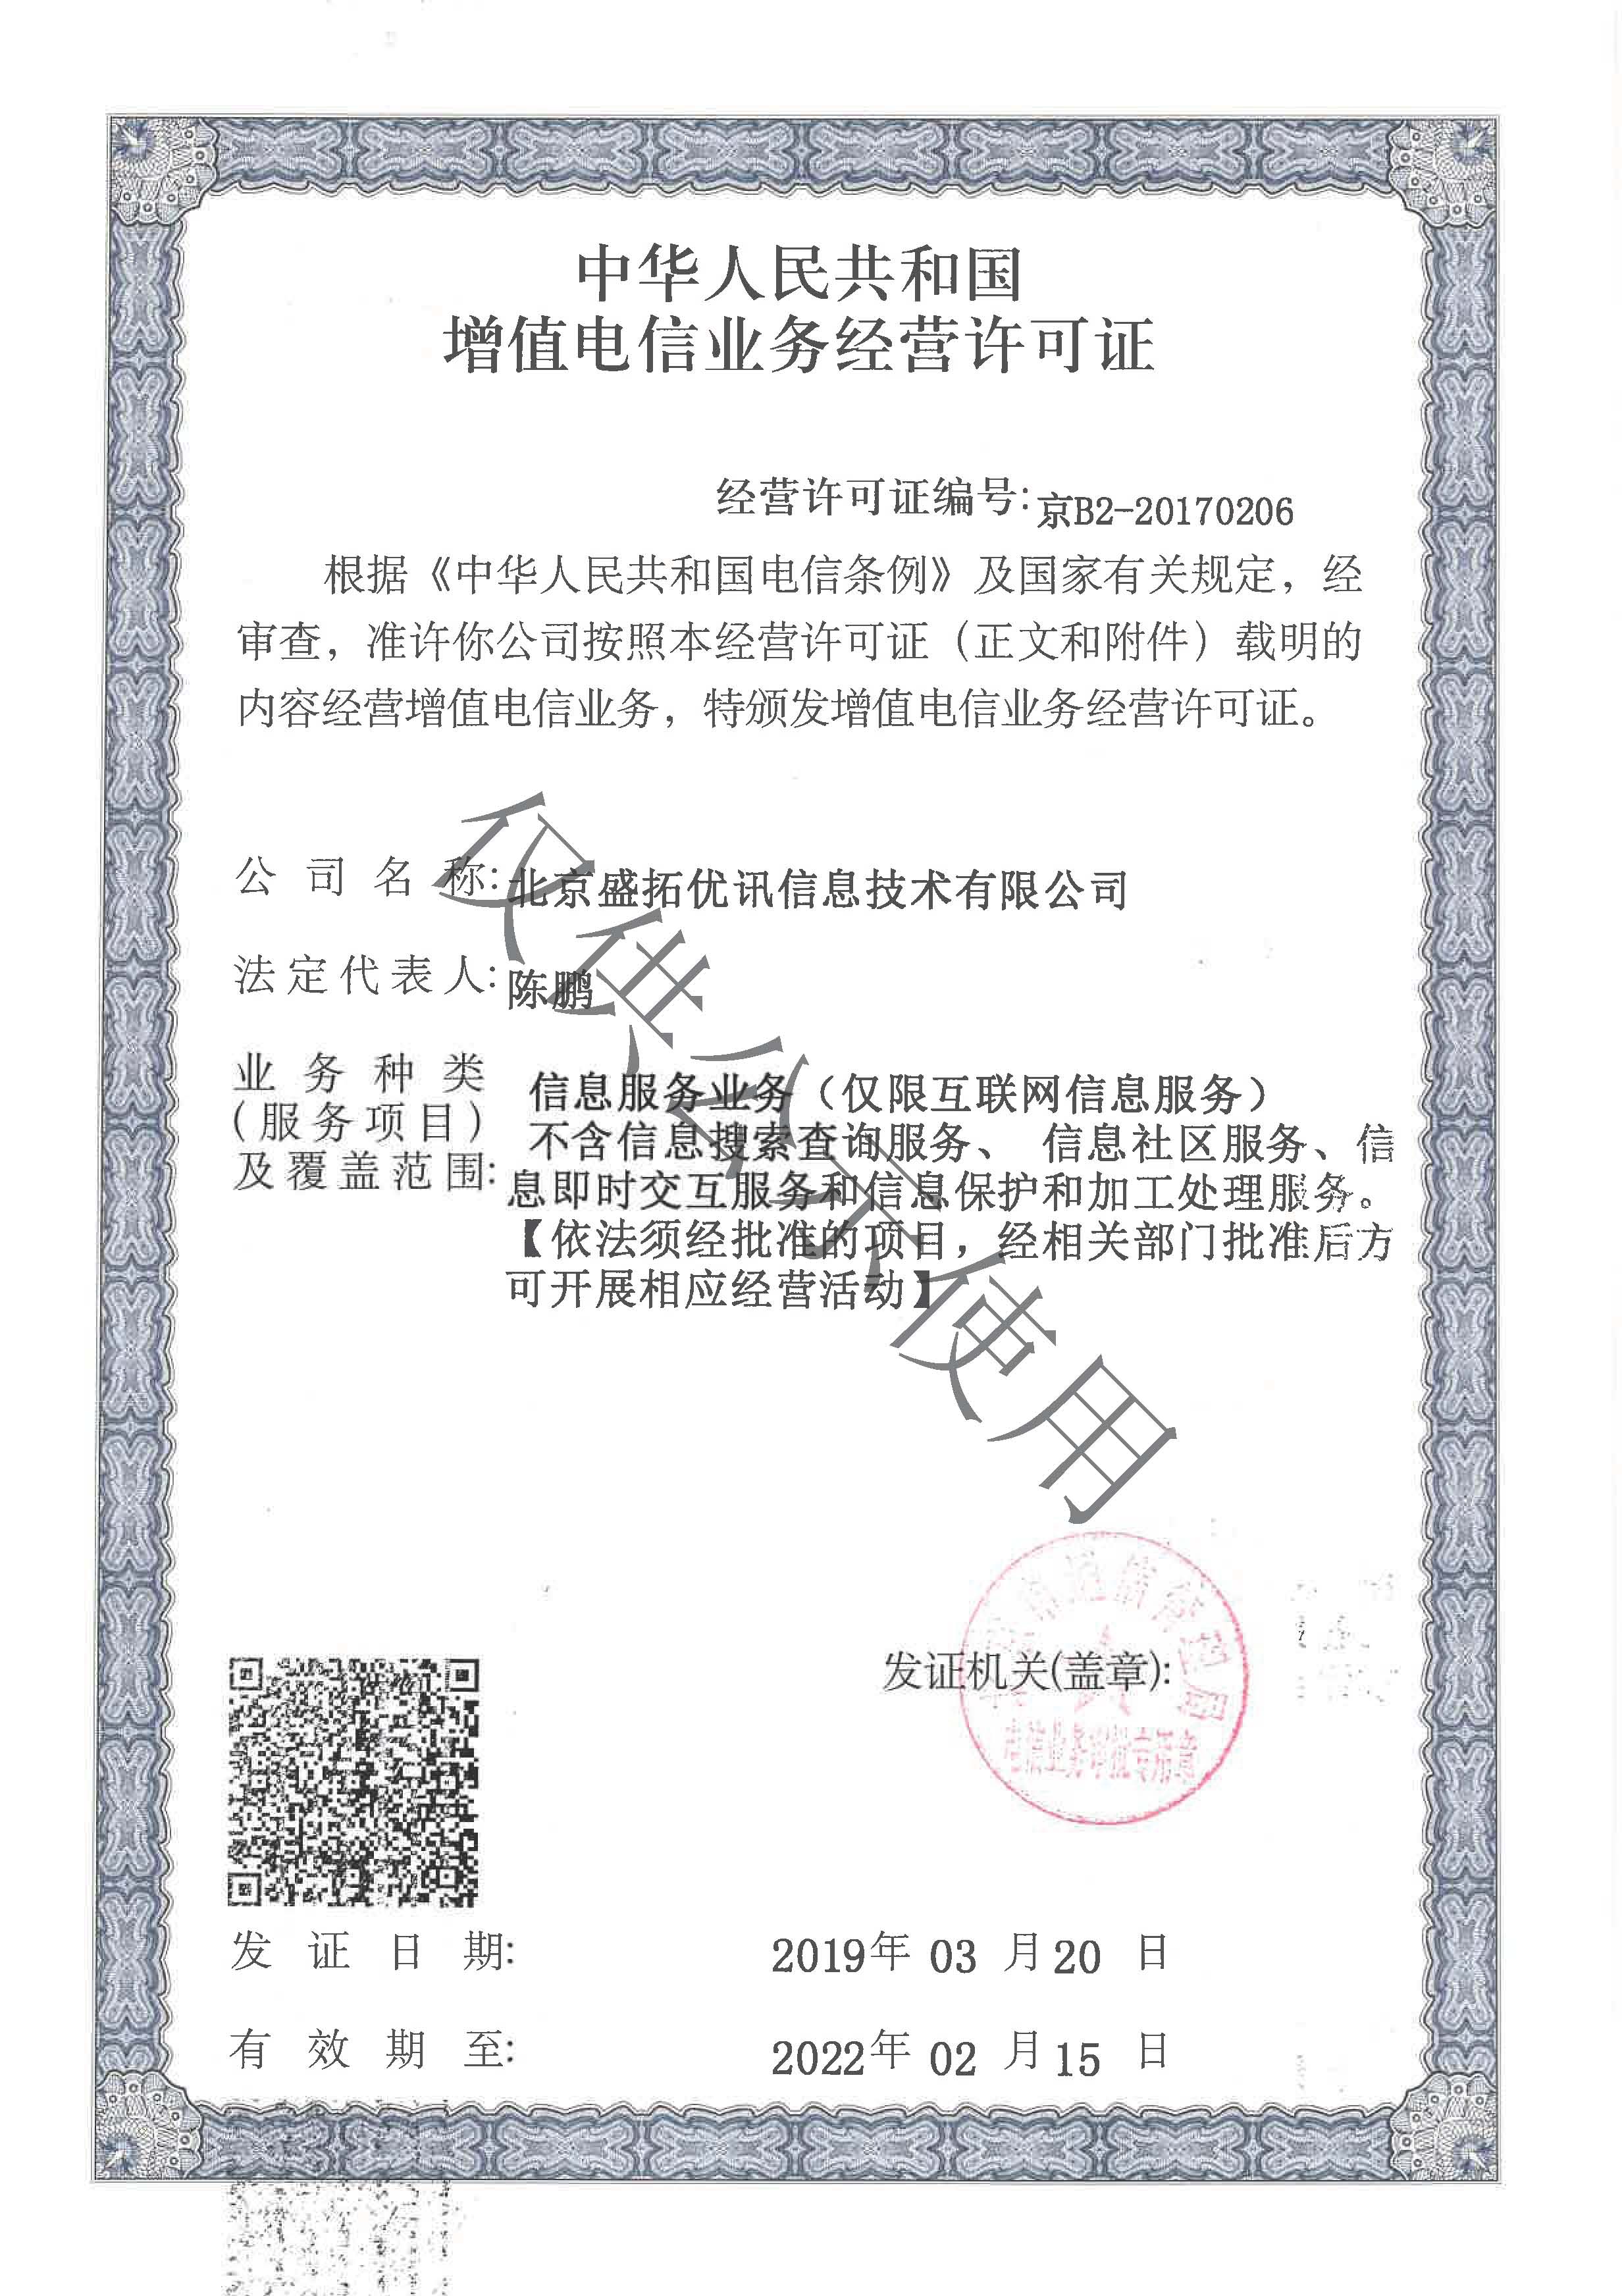 中华人民共和国
增值电信业务经营许可证
经营许可证编号:京B2-20170206
根据《中华人民共和国电信条例》及国家有关规定，经
审查，准许你公司按照本经营许可证（正文和附件）载明的
内容经营增值电信业务，特颁发增值电信业务经营许可证。
公司名称:北京盛拓优讯信息技术有限公司
法定代表人:陈鹏
业务种类
(服务项目)
及覆盖范围:
信息服务业务（仅限互联网信息服务）
不含信息搜索查询服务、信息社区服务、信
息即时交互服务和信息保护和加工处理服务。
【依法须经批准的项目，经相关部门批准后方
可开展相应经营活动】
仅供公示使用
发证机关(盖章):
电信业务审批专用章
发证日期: 2019年 03 月 20 日
有效期至: 2022年 02 月 15 日